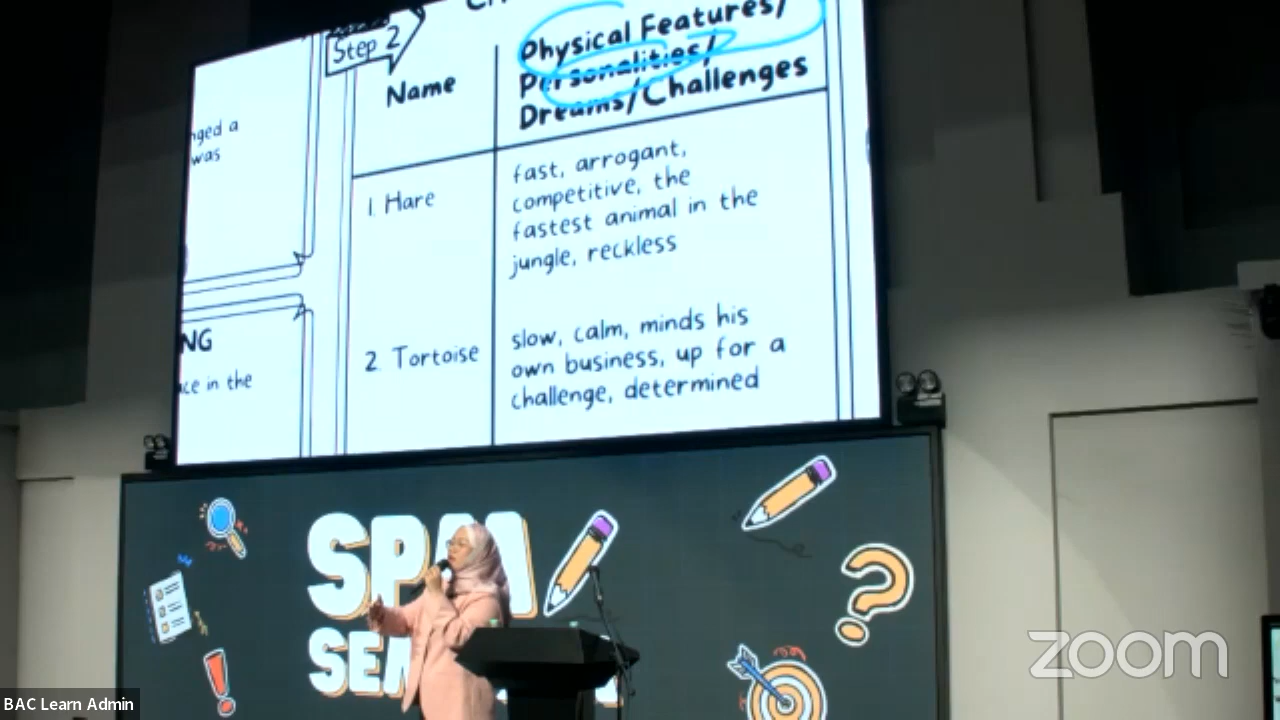 Step 2
Name
Physical Features/
Personalities/
Dreams/Challenges
nged a
was
NG
ce in the
1. Hare
fast, arrogant,
competitive, the
fastest animal in the
jungle, reckless
2. Tortoise
slow, calm, minds his
own business, up for a
challenge, determined
SPM
SE
zoom
BAC Learn Admin